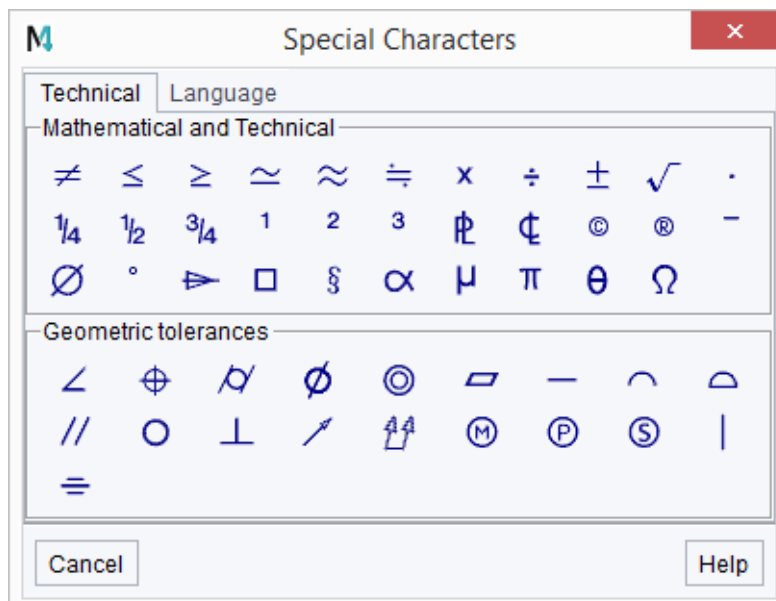 Special Characters
Technical Language
Mathematical and Technical
≠ ≤ ≥ ≃ ≈ ≒ x ÷ ± √ ·
¼ ½ ¾ ¹ ² ³ ⅊ ℄ © ® ¯
∅ ° ⌲ □ § α µ π θ Ω
Geometric tolerances
∠ ⌖ ⌭ ϕ ◎ ▱ — ⌒ ⌓
// ○ ⊥ ↗ ⌰ Ⓜ Ⓟ Ⓢ |
⌯
Cancel Help